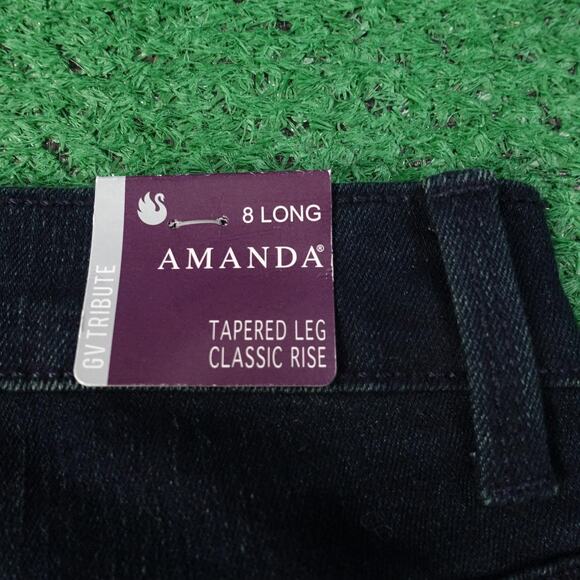 8 LONG
AMANDA®
TAPERED LEG
CLASSIC RISE
GV TRIBUTE